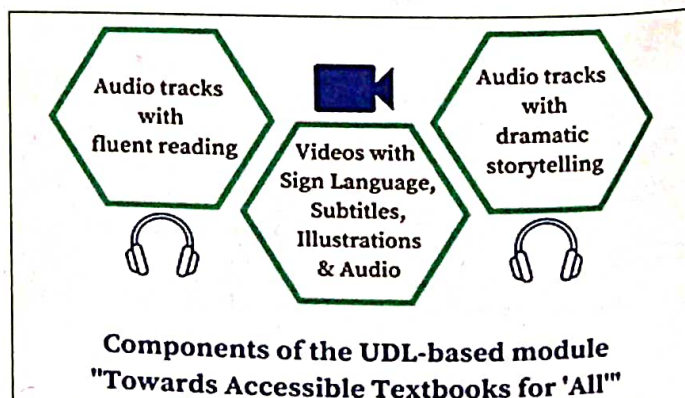 Audio tracks
with
fluent reading
Videos with
Sign Language,
Subtitles,
Illustrations
& Audio
Audio tracks
with
dramatic
storytelling
Components of the UDL-based module
"Towards Accessible Textbooks for 'All'"